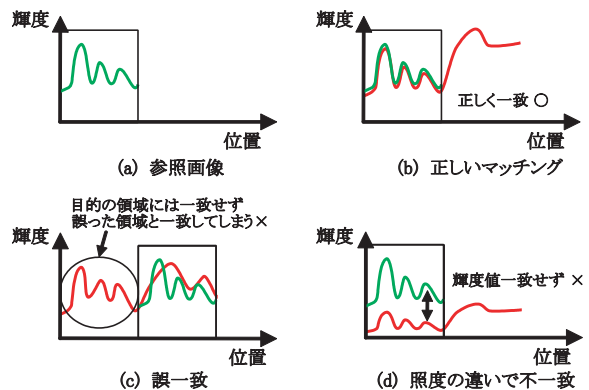 輝度
位置
(a) 参照画像
輝度
正しく一致 ○
位置
(b) 正しいマッチング
目的の領域には一致せず
誤った領域と一致してしまう×
輝度
位置
(c) 誤一致
輝度
輝度値一致せず ×
位置
(d) 照度の違いで不一致